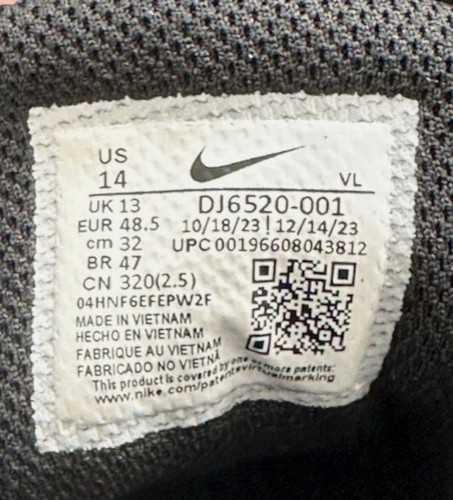 US
14 VL
UK 13 DJ6520-001
EUR 48.5 10/18/23 ! 12/14/23
cm 32 UPC 00196608043812
BR 47
CN 320(2.5)
04HNF6EFEPW2F
MADE IN VIETNAM
HECHO EN VIETNAM
FABRIQUE AU VIETNAM
FABRICADO NO VIETNÃ
This product is covered by one or more patents:
www.nike.com/patentsvirtualmarking